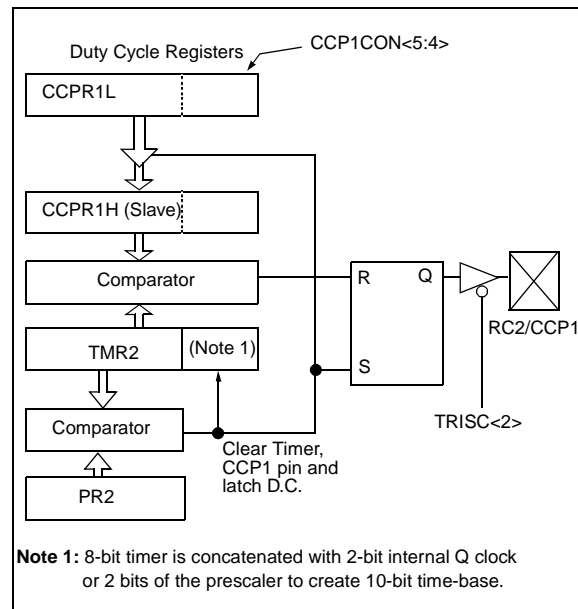 Duty Cycle Registers
CCP1CON<5:4>
CCPR1L
CCPR1H (Slave)
Comparator
R
Q
RC2/CCP1
TMR2
(Note 1)
S
TRISC<2>
Comparator
Clear Timer,
CCP1 pin and
latch D.C.
PR2
Note 1: 8-bit timer is concatenated with 2-bit internal Q clock
or 2 bits of the prescaler to create 10-bit time-base.